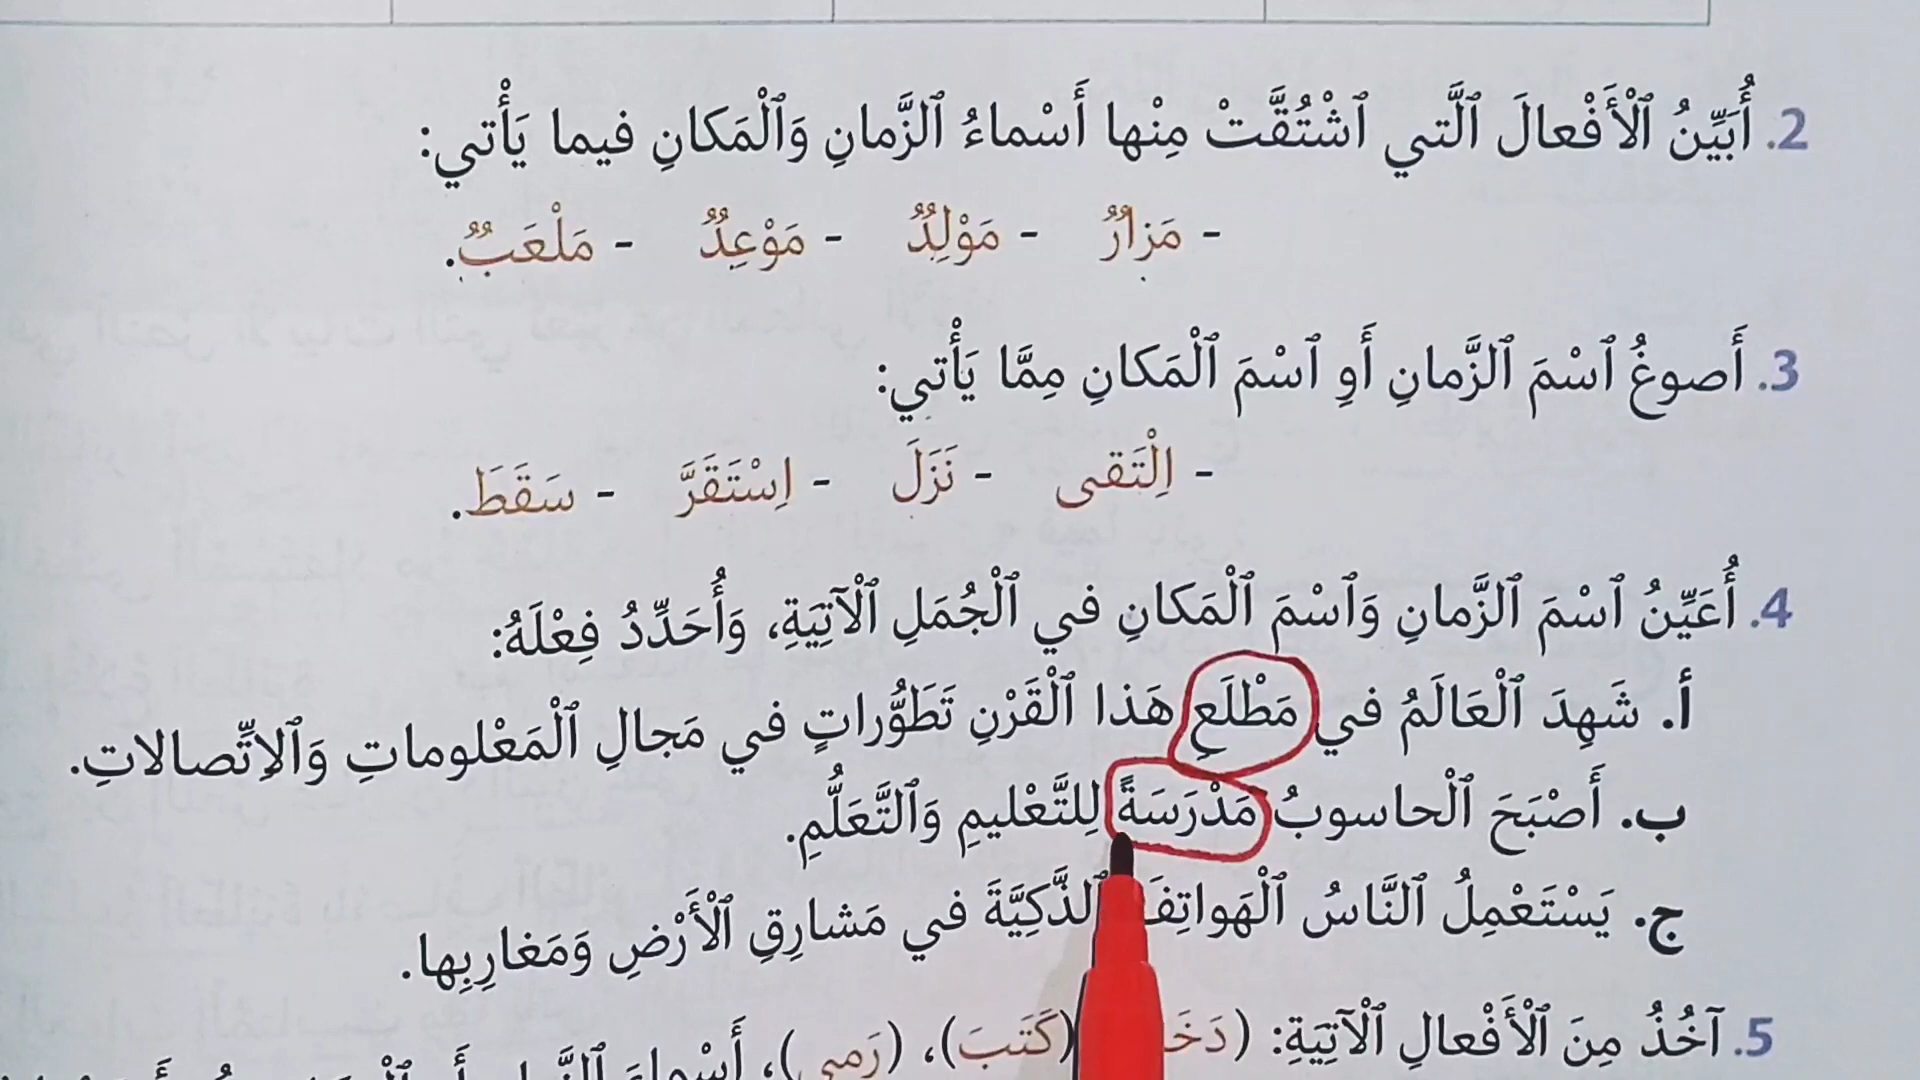 2. أُبَيِّنُ ٱلْأَفْعالَ ٱلَّتي ٱشْتُقَّتْ مِنْها أَسْماءُ ٱلزَّمانِ وَٱلْمَكانِ فيما يَأْتي:
- مَزارٌ - مَوْلِدٌ - مَوْعِدٌ - مَلْعَبٌ.
3. أَصوغُ ٱسْمَ ٱلزَّمانِ أَوِ ٱسْمَ ٱلْمَكانِ مِمَّا يَأْتي:
- اِلْتَقى - نَزَلَ - اِسْتَقَرَّ - سَقَطَ.
4. أُعَيِّنُ ٱسْمَ ٱلزَّمانِ وَٱسْمَ ٱلْمَكانِ في ٱلْجُمَلِ ٱلْآتِيَةِ، وَأُحَدِّدُ فِعْلَهُ:
أ. شَهِدَ ٱلْعَالَمُ في مَطْلَعِ هَذا ٱلْقَرْنِ تَطَوُّراتٍ في مَجالِ ٱلْمَعْلوماتِ وَٱلِاتِّصالاتِ.
ب. أَصْبَحَ ٱلْحاسوبُ مَدْرَسَةً لِلتَّعْليمِ وَٱلتَّعَلُّمِ.
ج. يَسْتَعْمِلُ ٱلنَّاسُ ٱلْهَواتِفَ ٱلذَّكِيَّةَ في مَشارِقِ ٱلْأَرْضِ وَمَغارِبِها.
5. آخُذُ مِنَ ٱلْأَفْعالِ ٱلْآتِيَةِ: (كَتَبَ)، (رَمى)، أَسْماءَ